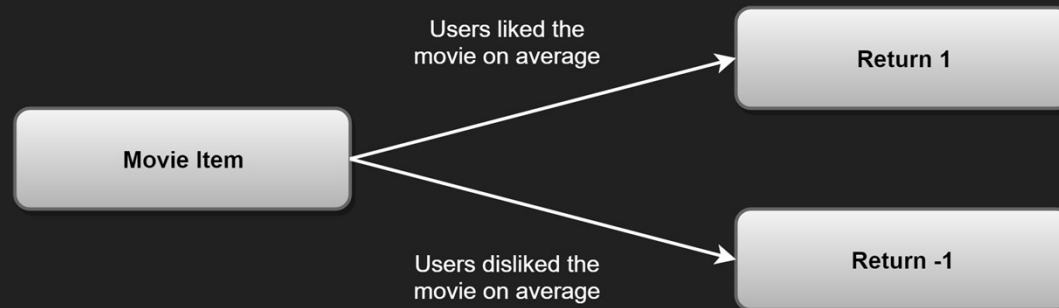 Users liked the
movie on average
Return 1
Movie Item
Users disliked the
movie on average
Return -1